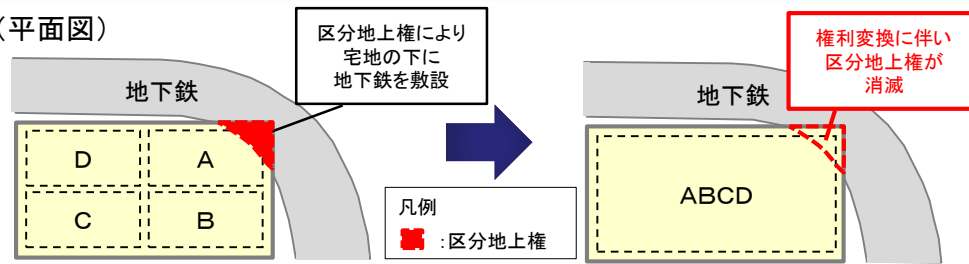 (平面図)
区分地上権により
宅地の下に
地下鉄を敷設
地下鉄
D
A
C
B
凡例
:区分地上権
権利変換に伴い
区分地上権が
消滅
地下鉄
ABCD